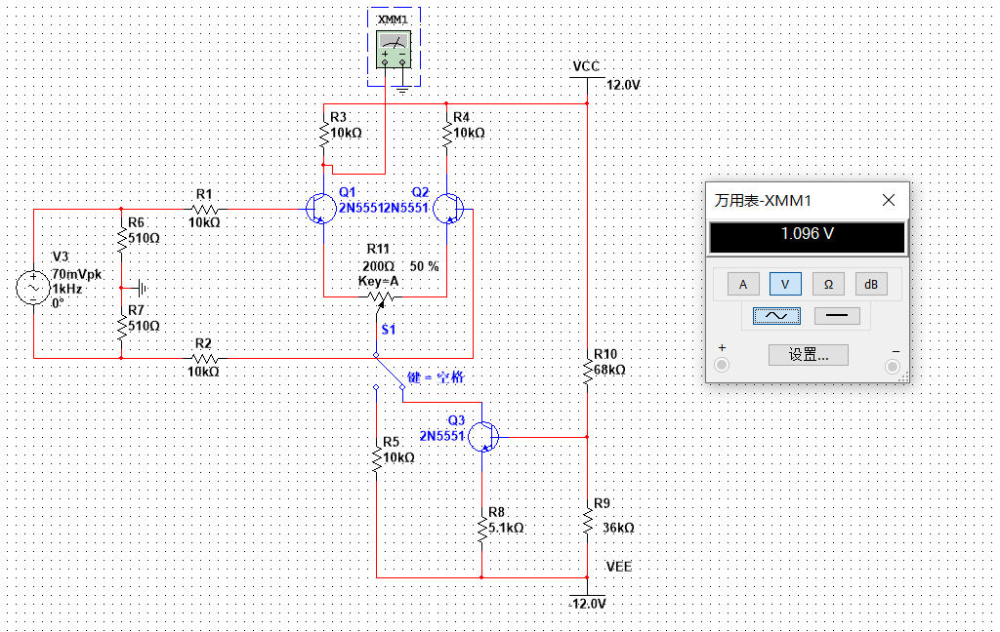 XMM1
VCC
12.0V
R3
10kΩ
R4
10kΩ
Q1
2N5551
Q2
2N5551
R1
10kΩ
R6
510Ω
R11
200Ω 50 %
Key=A
V3
70mVpk
1kHz
0°
R7
510Ω
S1
R2
10kΩ
键 = 空格
R10
68kΩ
Q3
2N5551
R5
10kΩ
R8
5.1kΩ
R9
36kΩ
VEE
-12.0V
万用表-XMM1
1.096 V
A V Ω dB
+ 设置... −